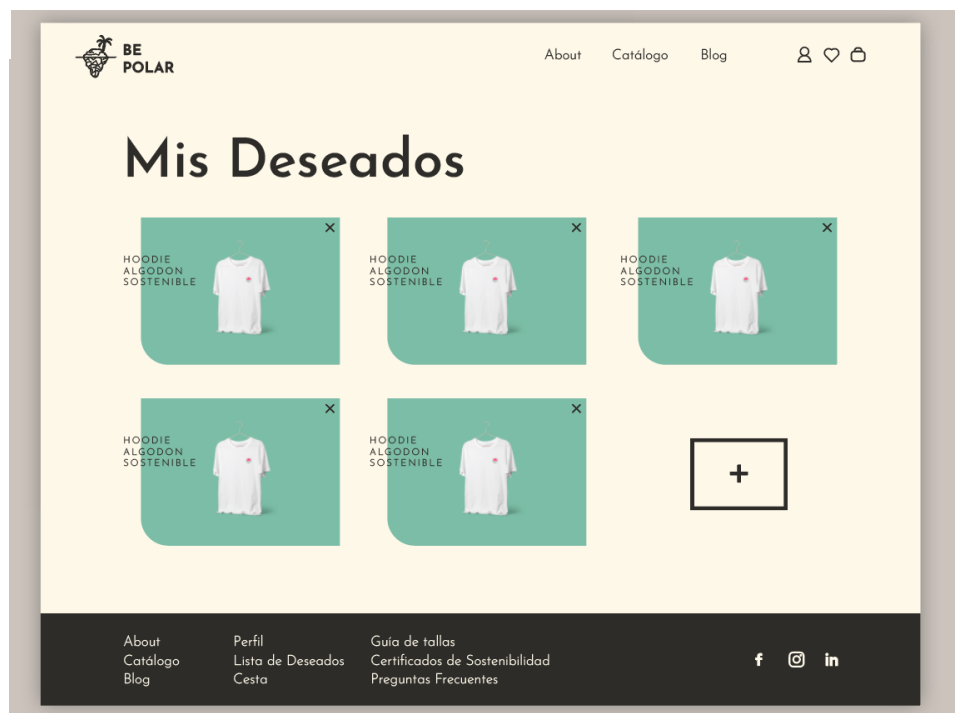 BE
POLAR
About
Catálogo
Blog
Mis Deseados
HOODIE
ALGODON
SOSTENIBLE
HOODIE
ALGODON
SOSTENIBLE
HOODIE
ALGODON
SOSTENIBLE
HOODIE
ALGODON
SOSTENIBLE
HOODIE
ALGODON
SOSTENIBLE
+
About
Catálogo
Blog
Perfil
Lista de Deseados
Cesta
Guía de tallas
Certificados de Sostenibilidad
Preguntas Frecuentes